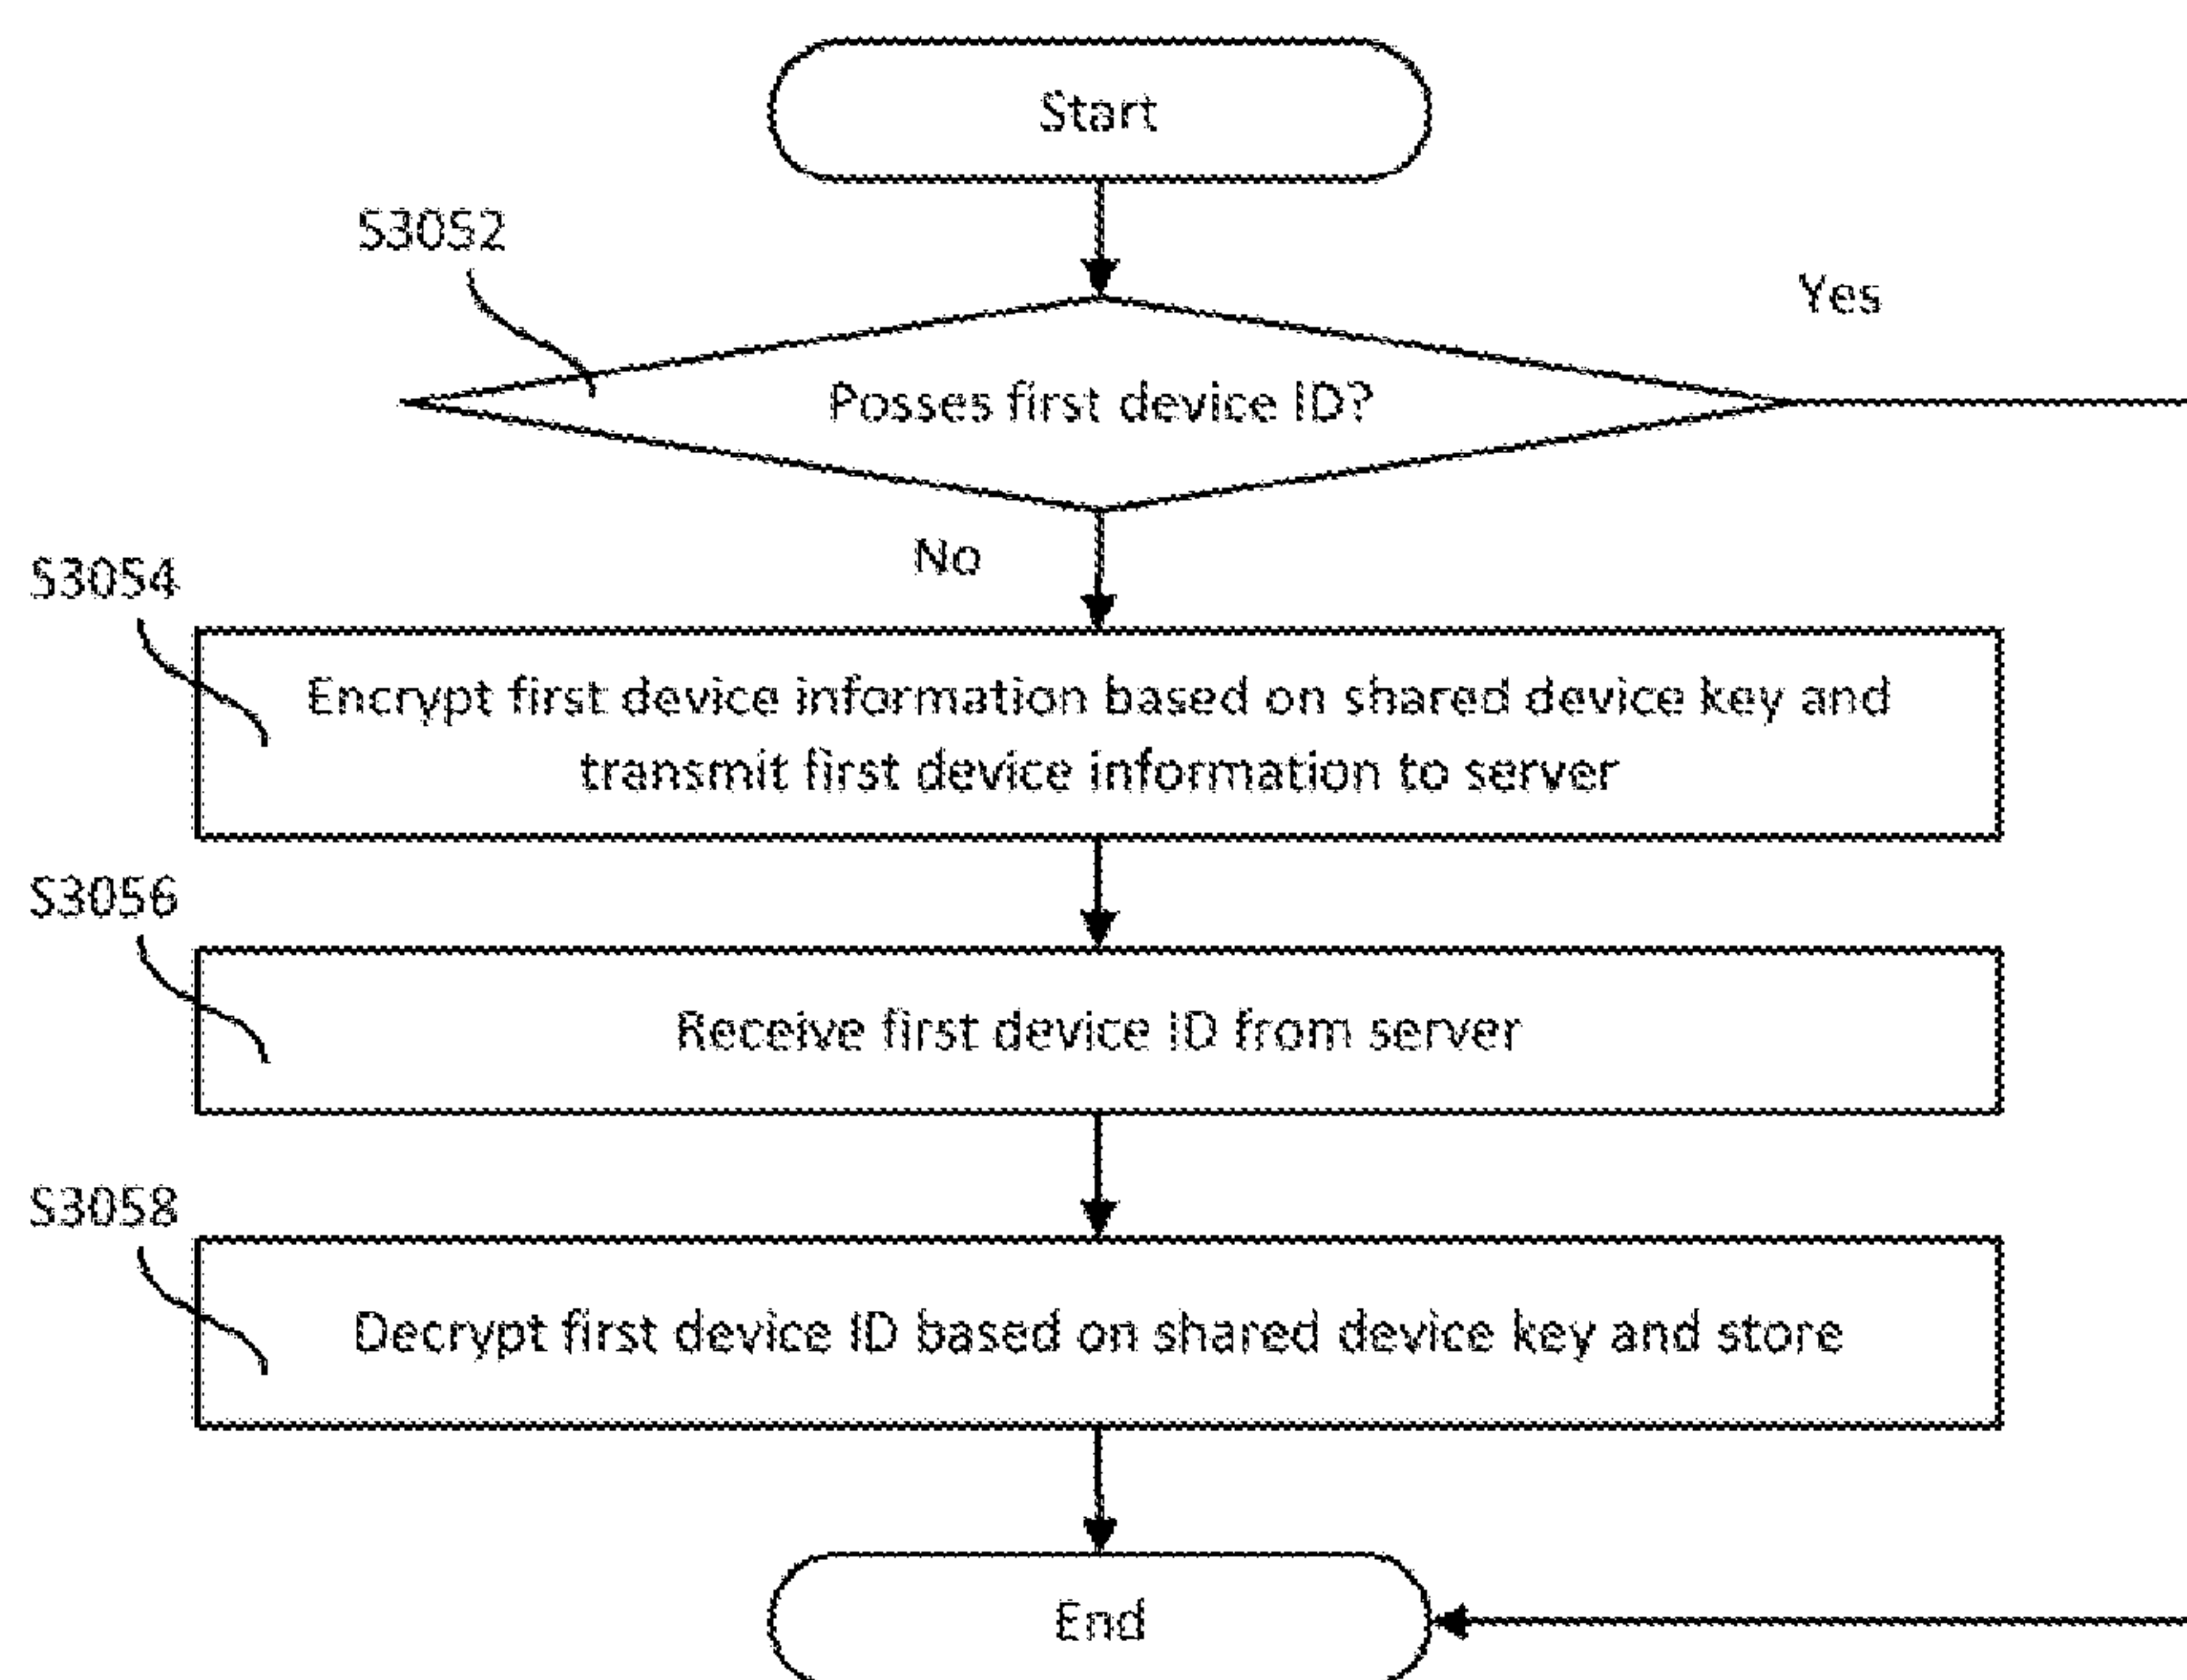 Start
S3052
Yes
Posses first device ID?
No
S3054
Encrypt first device information based on shared device key and
transmit first device information to server
S3056
Receive first device ID from server
S3058
Decrypt first device ID based on shared device key and store
End